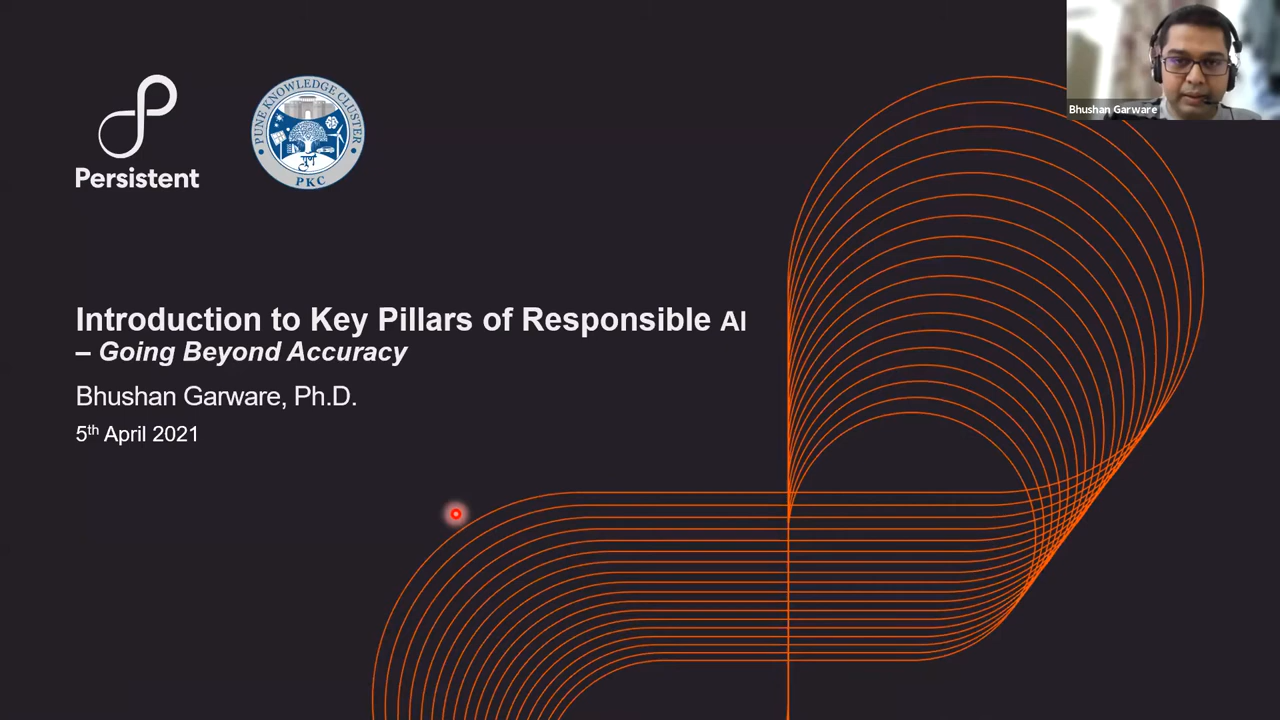 Persistent
PUNE KNOWLEDGE CLUSTER
पुणे
PKC
Bhushan Garware
Introduction to Key Pillars of Responsible AI
– Going Beyond Accuracy
Bhushan Garware, Ph.D.
5th April 2021